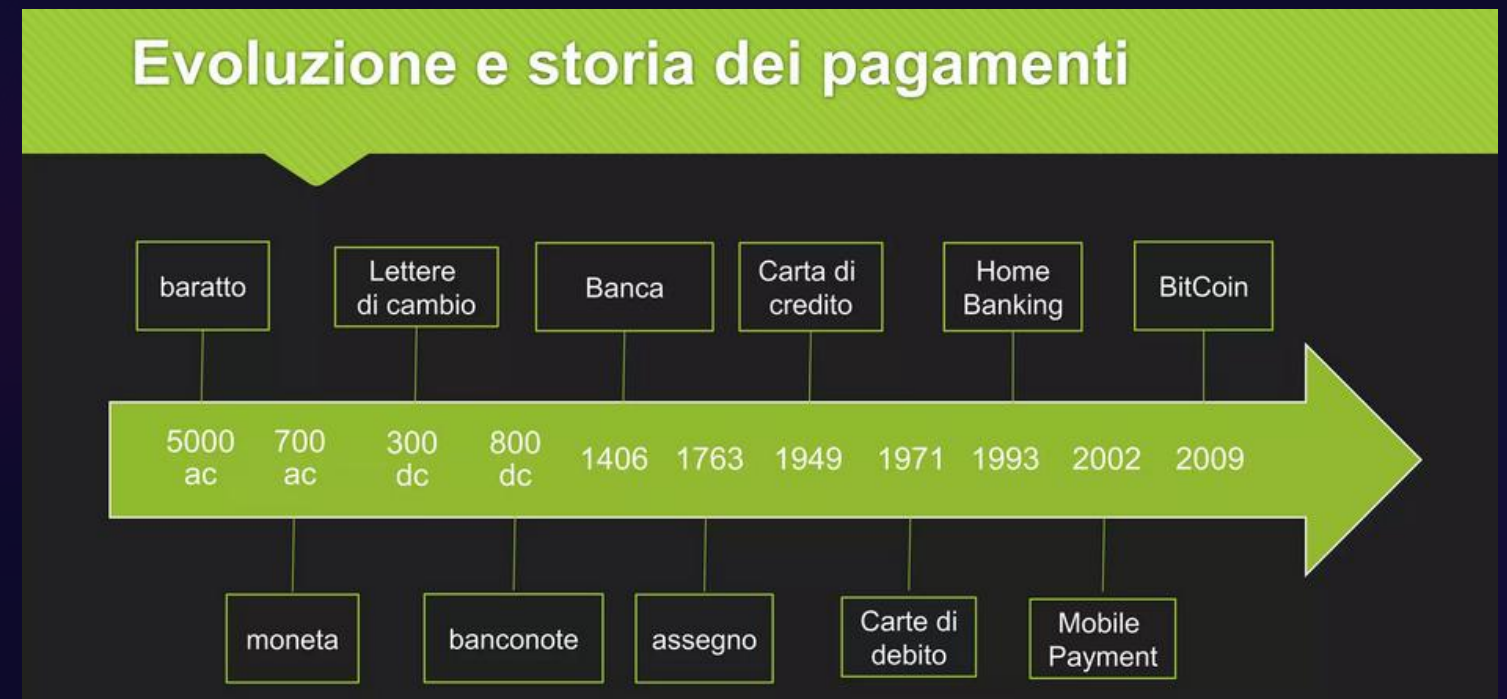 Evoluzione e storia dei pagamenti
baratto
Lettere
di cambio
Banca
Carta di
credito
Home
Banking
BitCoin
5000
ac
700
ac
300
dc
800
dc
1406
1763
1949
1971
1993
2002
2009
moneta
banconote
assegno
Carte di
debito
Mobile
Payment